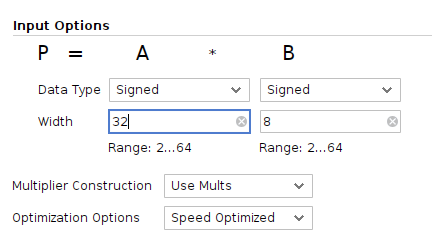 Input Options
P = A * B
Data Type Signed Signed
Width 32 8
Range: 2...64 Range: 2...64
Multiplier Construction Use Mults
Optimization Options Speed Optimized